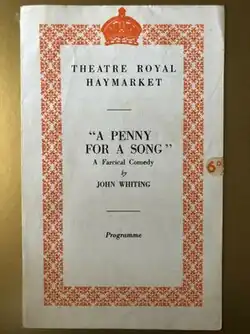 THEATRE ROYAL
HAYMARKET
"A PENNY
FOR A SONG"
A Farcical Comedy
by
JOHN WHITING
6D
Programme